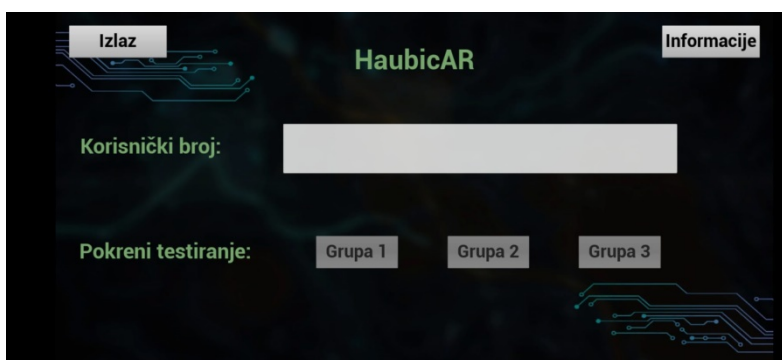 Izlaz
Informacije
HaubicAR
Korisnički broj:
Pokreni testiranje:
Grupa 1
Grupa 2
Grupa 3